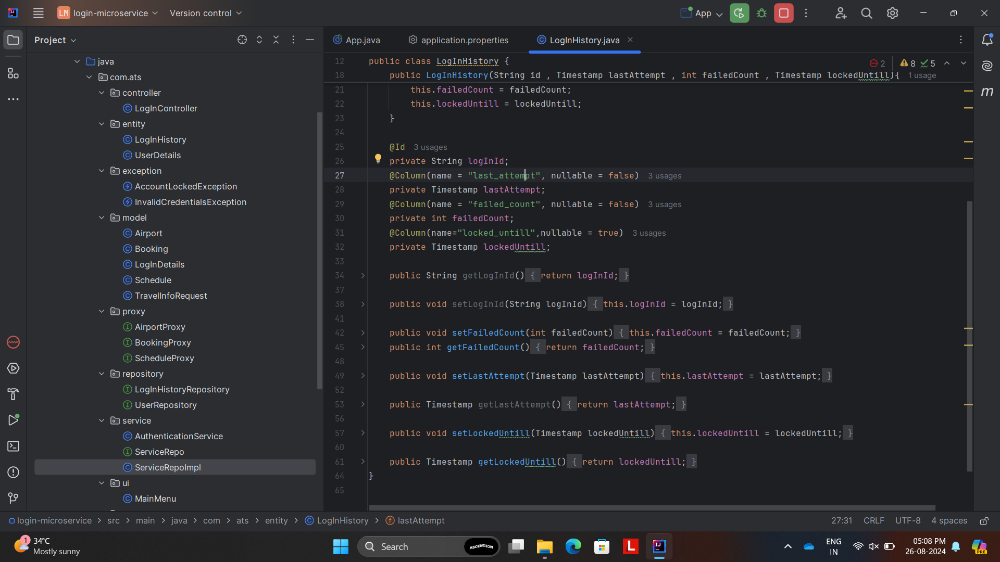 LM login-microservice Version control App
Project
App.java application.properties LogInHistory.java
java
com.ats
controller
LogInController
entity
LogInHistory
UserDetails
exception
AccountLockedException
InvalidCredentialsException
model
Airport
Booking
LogInDetails
Schedule
TravelInfoRequest
proxy
AirportProxy
BookingProxy
ScheduleProxy
repository
LogInHistoryRepository
UserRepository
service
AuthenticationService
ServiceRepo
ServiceRepoImpl
ui
MainMenu
2 8 5
12 public class LogInHistory {
18 public LogInHistory(String id , Timestamp lastAttempt , int failedCount , Timestamp lockedUntill){ 1 usage
21 this.failedCount = failedCount;
22 this.lockedUntill = lockedUntill;
23 }
24
25 @Id 3 usages
26 private String logInId;
27 @Column(name = "last_attempt", nullable = false) 3 usages
28 private Timestamp lastAttempt;
29 @Column(name = "failed_count", nullable = false) 3 usages
30 private int failedCount;
31 @Column(name="locked_untill",nullable = true) 3 usages
32 private Timestamp lockedUntill;
33
34 public String getLogInId() { return logInId; }
37
38 public void setLogInId(String logInId) { this.logInId = logInId; }
41
42 public void setFailedCount(int failedCount) { this.failedCount = failedCount; }
45 public int getFailedCount() { return failedCount; }
48
49 public void setLastAttempt(Timestamp lastAttempt) { this.lastAttempt = lastAttempt; }
52
53 public Timestamp getLastAttempt() { return lastAttempt; }
56
57 public void setLockedUntill(Timestamp lockedUntill) { this.lockedUntill = lockedUntill; }
60
61 public Timestamp getLockedUntill() { return lockedUntill; }
64 }
65
m
login-microservice > src > main > java > com > ats > entity > LogInHistory > lastAttempt 27:31 CRLF UTF-8 4 spaces
1 34°C
Mostly sunny
Search ASCENDION
L
IJ
ENG
IN
05:08 PM
26-08-2024
PRE